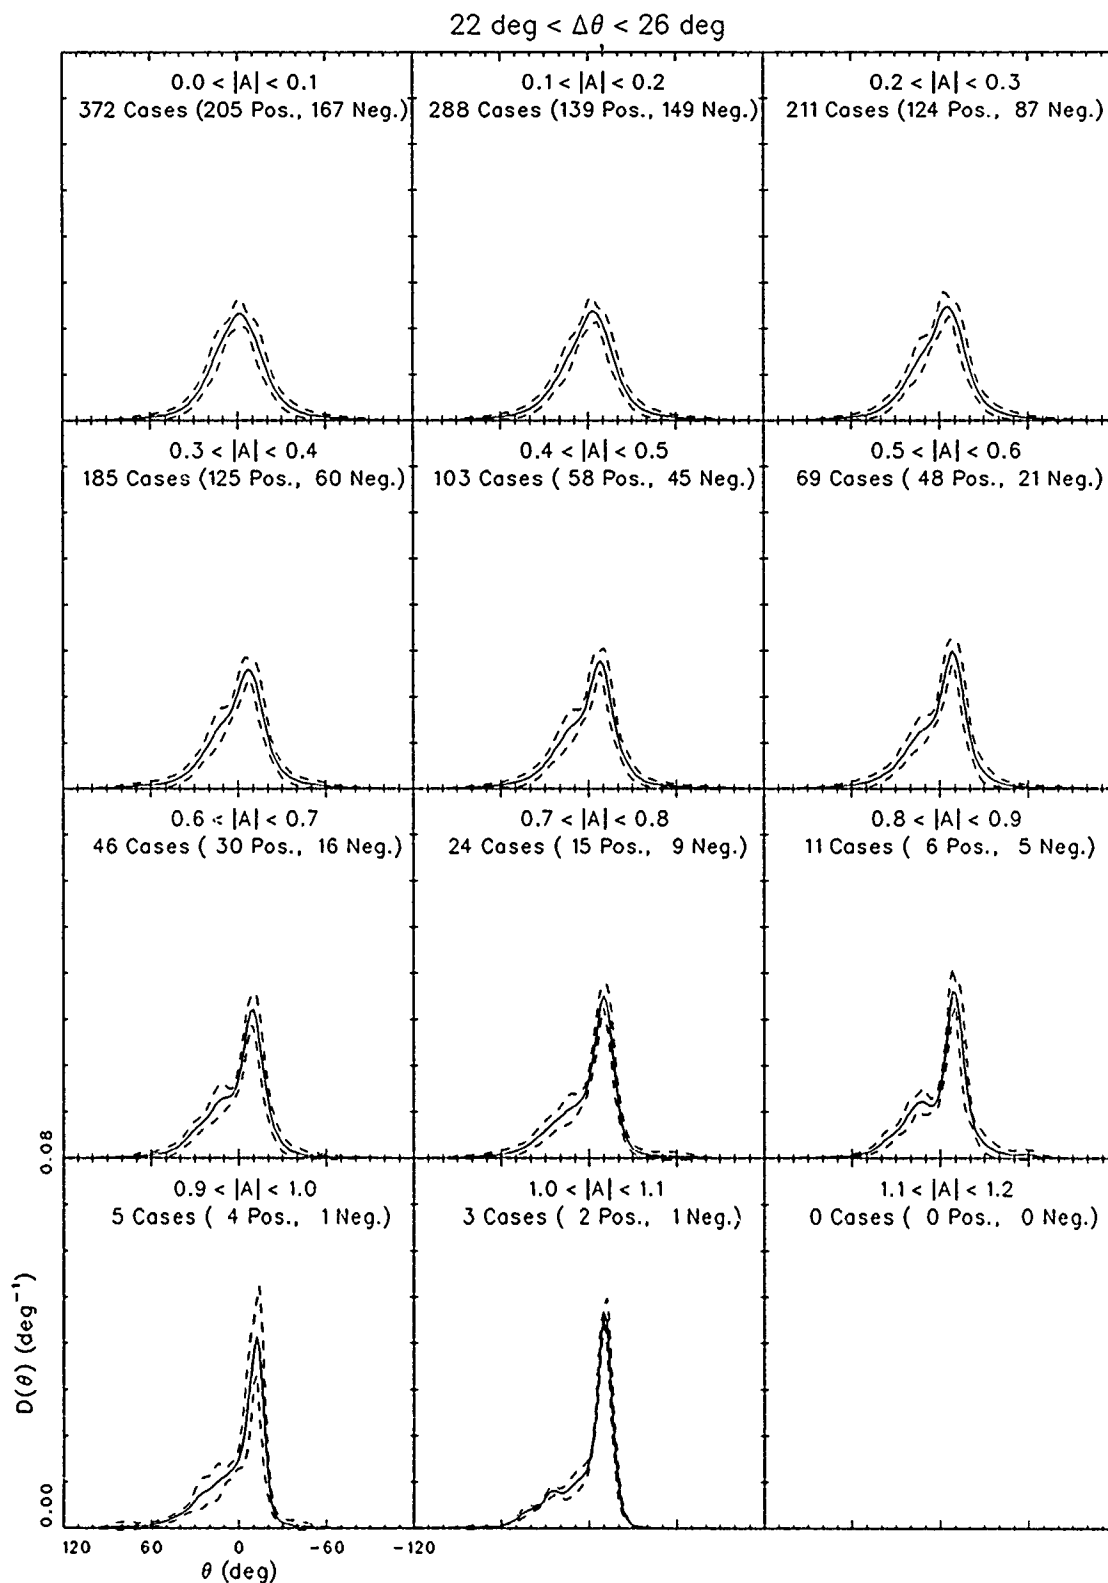 22 deg < Δθ < 26 deg
0.0 < |A| < 0.1
372 Cases (205 Pos., 167 Neg.)
0.1 < |A| < 0.2
288 Cases (139 Pos., 149 Neg.)
0.2 < |A| < 0.3
211 Cases (124 Pos., 87 Neg.)
0.3 < |A| < 0.4
185 Cases (125 Pos., 60 Neg.)
0.4 < |A| < 0.5
103 Cases ( 58 Pos., 45 Neg.)
0.5 < |A| < 0.6
69 Cases ( 48 Pos., 21 Neg.)
0.6 < |A| < 0.7
46 Cases ( 30 Pos., 16 Neg.)
0.7 < |A| < 0.8
24 Cases ( 15 Pos., 9 Neg.)
0.8 < |A| < 0.9
11 Cases ( 6 Pos., 5 Neg.)
0.08
0.9 < |A| < 1.0
5 Cases ( 4 Pos., 1 Neg.)
1.0 < |A| < 1.1
3 Cases ( 2 Pos., 1 Neg.)
1.1 < |A| < 1.2
0 Cases ( 0 Pos., 0 Neg.)
D(θ) (deg⁻¹)
0.00
120 60 0 -60 -120
θ (deg)